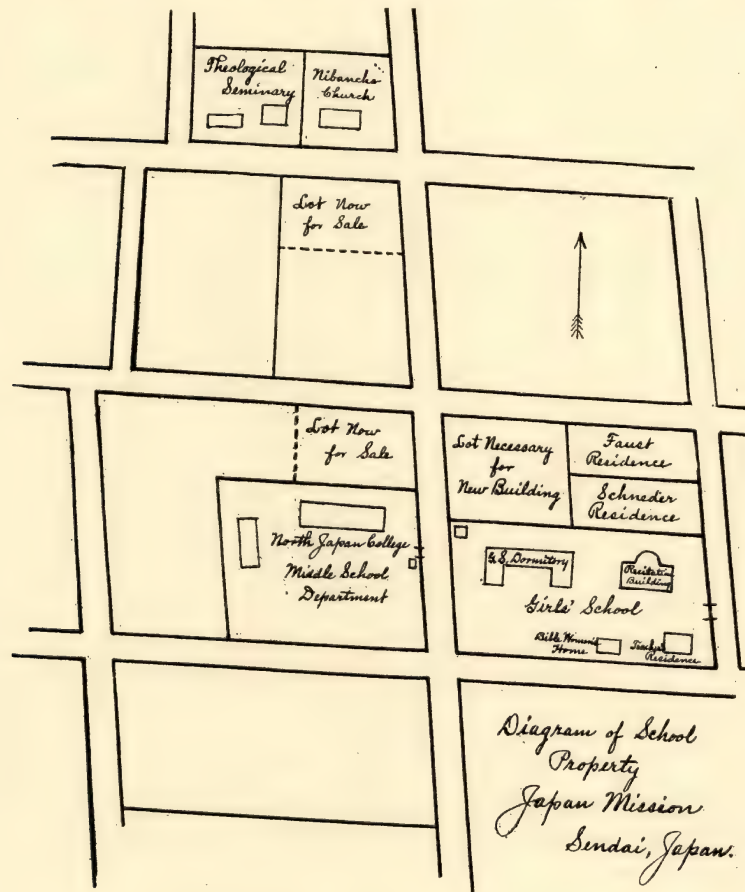 Theological
Seminary
Nibancho
Church
Lot Now
for Sale
Lot Now
for Sale
Lot Necessary
for
New Building
Faust
Residence
Schneder
Residence
North Japan College
Middle School
Department
G.S. Dormitory
Recitation
Building
Girls' School
Bible Women's
Home
Teachers'
Residence
Diagram of School
Property
Japan Mission
Sendai, Japan.